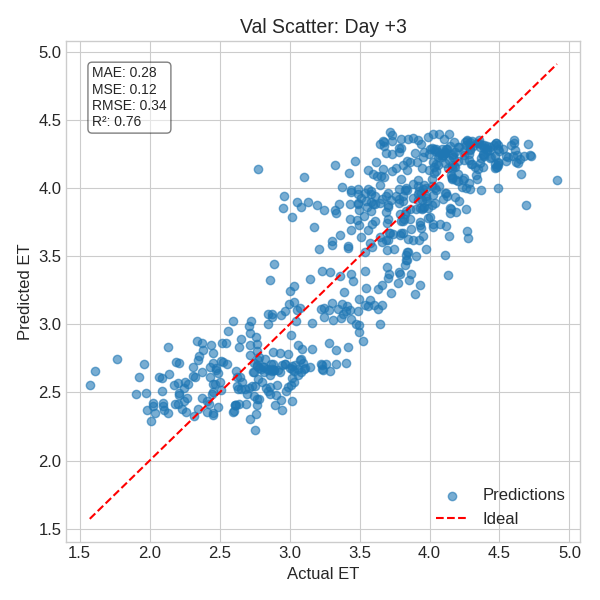 Val Scatter: Day +3
MAE: 0.28
MSE: 0.12
RMSE: 0.34
R²: 0.76
5.0
4.5
4.0
3.5
3.0
2.5
2.0
1.5
Predicted ET
Predictions
Ideal
1.5 2.0 2.5 3.0 3.5 4.0 4.5 5.0
Actual ET